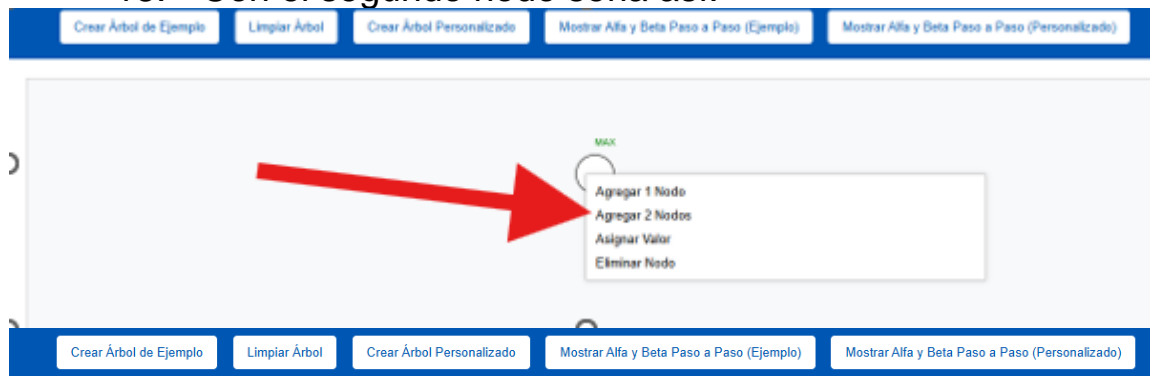 Crear Árbol de Ejemplo Limpiar Árbol Crear Árbol Personalizado Mostrar Alfa y Beta Paso a Paso (Ejemplo) Mostrar Alfa y Beta Paso a Paso (Personalizado)
MAX
Agregar 1 Nodo
Agregar 2 Nodos
Asignar Valor
Eliminar Nodo
Crear Árbol de Ejemplo Limpiar Árbol Crear Árbol Personalizado Mostrar Alfa y Beta Paso a Paso (Ejemplo) Mostrar Alfa y Beta Paso a Paso (Personalizado)